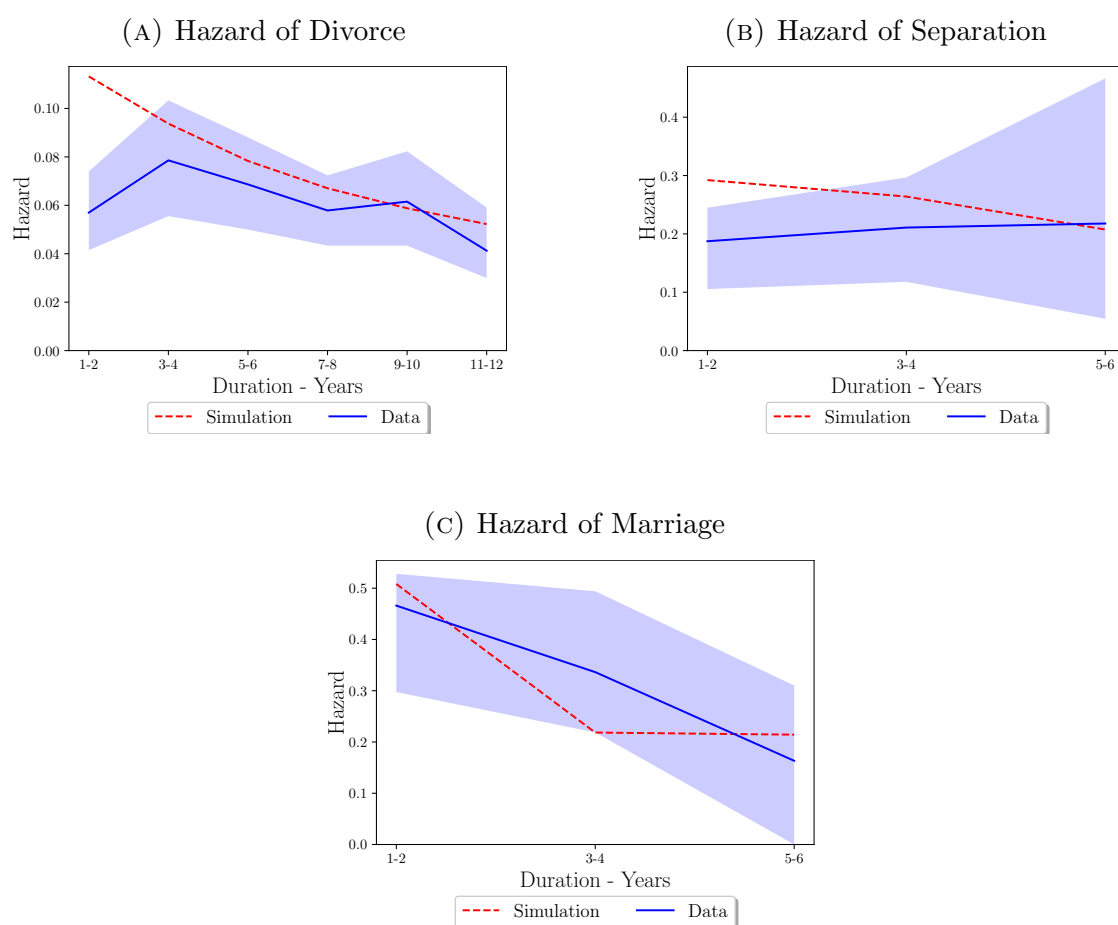 (A) Hazard of Divorce
Hazard
0.10
0.08
0.06
0.04
0.02
0.00
1-2 3-4 5-6 7-8 9-10 11-12
Duration - Years
Simulation Data
(B) Hazard of Separation
Hazard
0.4
0.3
0.2
0.1
0.0
1-2 3-4 5-6
Duration - Years
Simulation Data
(C) Hazard of Marriage
Hazard
0.5
0.4
0.3
0.2
0.1
0.0
1-2 3-4 5-6
Duration - Years
Simulation Data